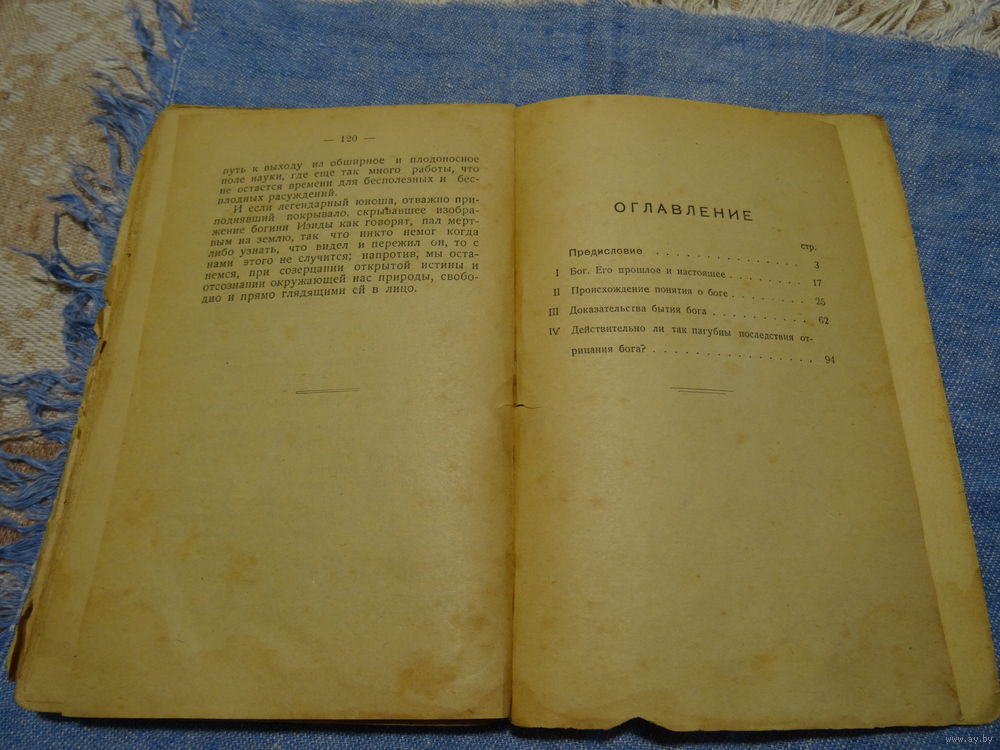 — 120 —
путь к выходу на обширное и плодоносное
поле науки, где еще так много работы, что
не остается времени для бесполезных и бес-
плодных расуждений.
И если легендарный юноша, отважно при-
поднявший покрывало, скрывавшее изобра-
жение богини Изиды как говорят, пал мерт-
вым на землю, так что никто немог когда
либо узнать, что видел и пережил он, то с
нами этого не случится; напротив, мы оста-
немся, при созерцании открытой истины и
отсознании окружающей нас природы, свобо-
дно и прямо глядящими ей в лицо.
ОГЛАВЛЕНИЕ
стр.
Предисловие . . . . . . . . . . . . . . 3
I Бог. Его прошлое и настоящее . . . . . . . . 17
II Происхождение понятия о боге . . . . . . . . 25
III Доказательства бытия бога . . . . . . . . . 62
IV Действительно ли так пагубны последствия от-
рицания бога? . . . . . . . . . . . . . . 94
www.ay.by